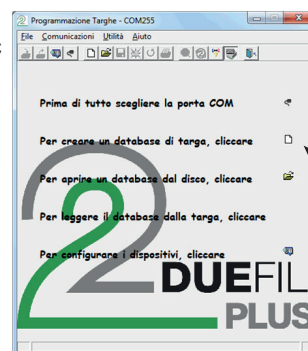 Programmazione Targhe - COM255
File Comunicazioni Utilità Aiuto
Prima di tutto scegliere la porta COM
Per creare un database di targa, cliccare
Per aprire un database dal disco, cliccare
Per leggere il database dalla targa, cliccare
Per configurare i dispositivi, cliccare
2
DUEFIL
PLUS